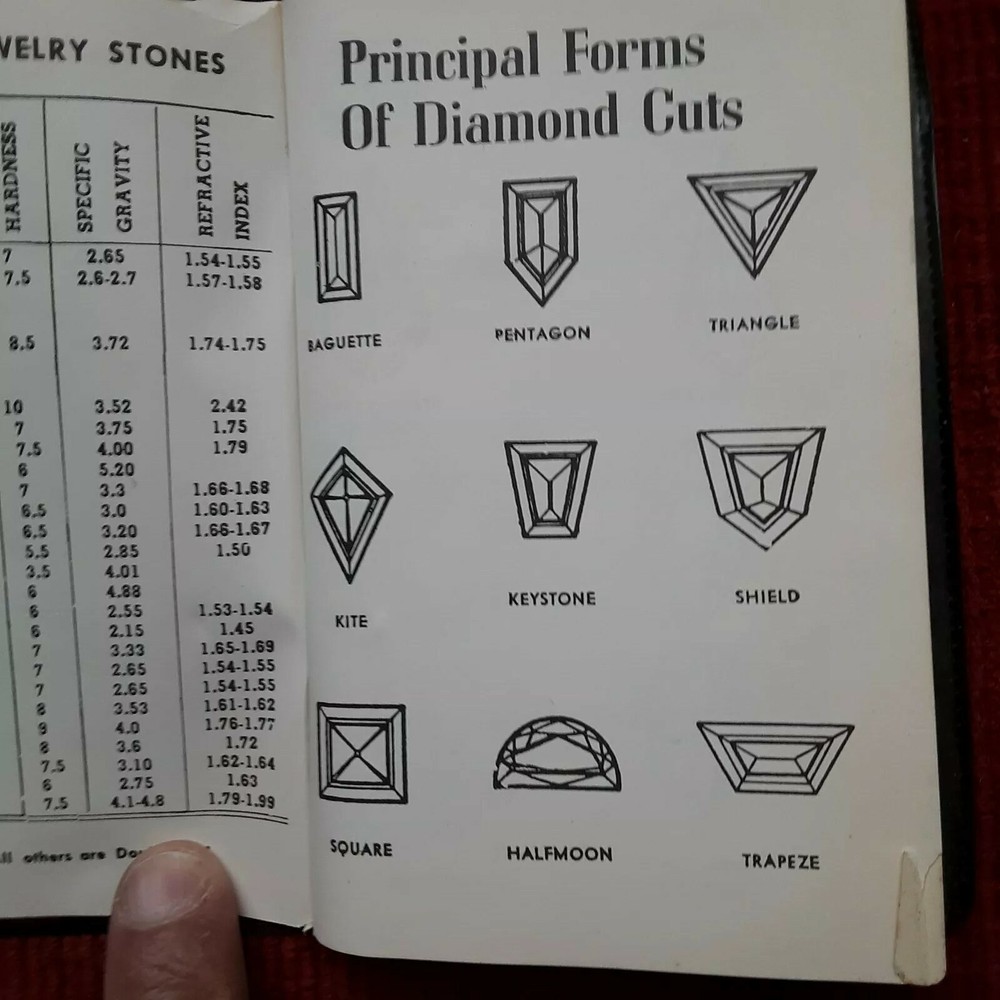 WELRY STONES
HARDNESS
SPECIFIC GRAVITY
REFRACTIVE INDEX
7 2.65 1.54-1.55
7.5 2.6-2.7 1.57-1.58
8.5 3.72 1.74-1.75
10 3.52 2.42
7 3.75 1.75
7.5 4.00 1.79
6 5.20
7 3.3 1.66-1.68
6.5 3.0 1.60-1.63
6.5 3.20 1.66-1.67
5.5 2.85 1.50
3.5 4.01
6 4.88
6 2.55 1.53-1.54
6 2.15 1.45
7 3.33 1.65-1.69
7 2.65 1.54-1.55
7 2.65 1.54-1.55
8 3.53 1.61-1.62
9 4.0 1.76-1.77
8 3.6 1.72
7.5 3.10 1.62-1.64
6 2.75 1.63
7.5 4.1-4.8 1.79-1.99
ll others are
Principal Forms
Of Diamond Cuts
BAGUETTE PENTAGON TRIANGLE
KITE KEYSTONE SHIELD
SQUARE HALFMOON TRAPEZE